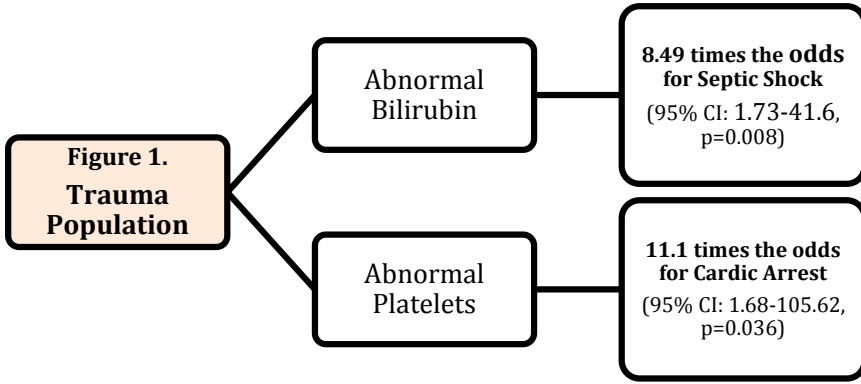 Figure 1.
Trauma
Population
Abnormal
Bilirubin
8.49 times the odds
for Septic Shock
(95% CI: 1.73-41.6,
p=0.008)
Abnormal
Platelets
11.1 times the odds
for Cardic Arrest
(95% CI: 1.68-105.62,
p=0.036)